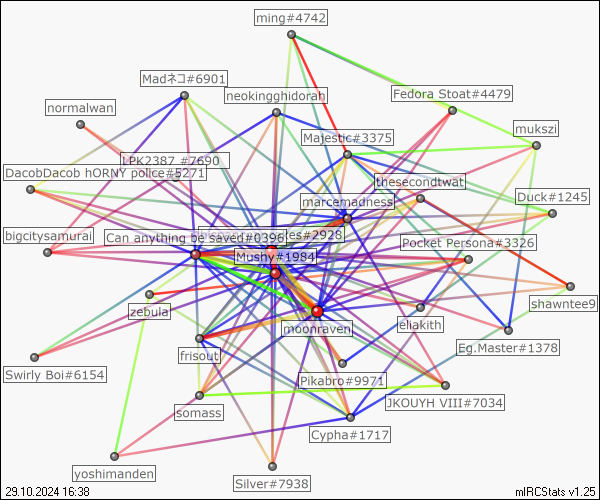 ming#4742
Madネコ#6901
neokingghidorah
Fedora Stoat#4479
normalwan
mukszi
Majestic#3375
LPK2387 #7690
DacobDacob hORNY police#5271
thesecondtwat
Duck#1245
marcemadness
bigcitysamurai
Can anything be saved#0396
tes#2928
Pocket Persona#3326
Mushy#1984
shawntee9
zebula
moonraven
eliakith
Eg.Master#1378
frisout
Swirly Boi#6154
Pikabro#9971
JKOUYH VIII#7034
somass
Cypha#1717
yoshimanden
Silver#7938
29.10.2024 16:38
mIRCStats v1.25